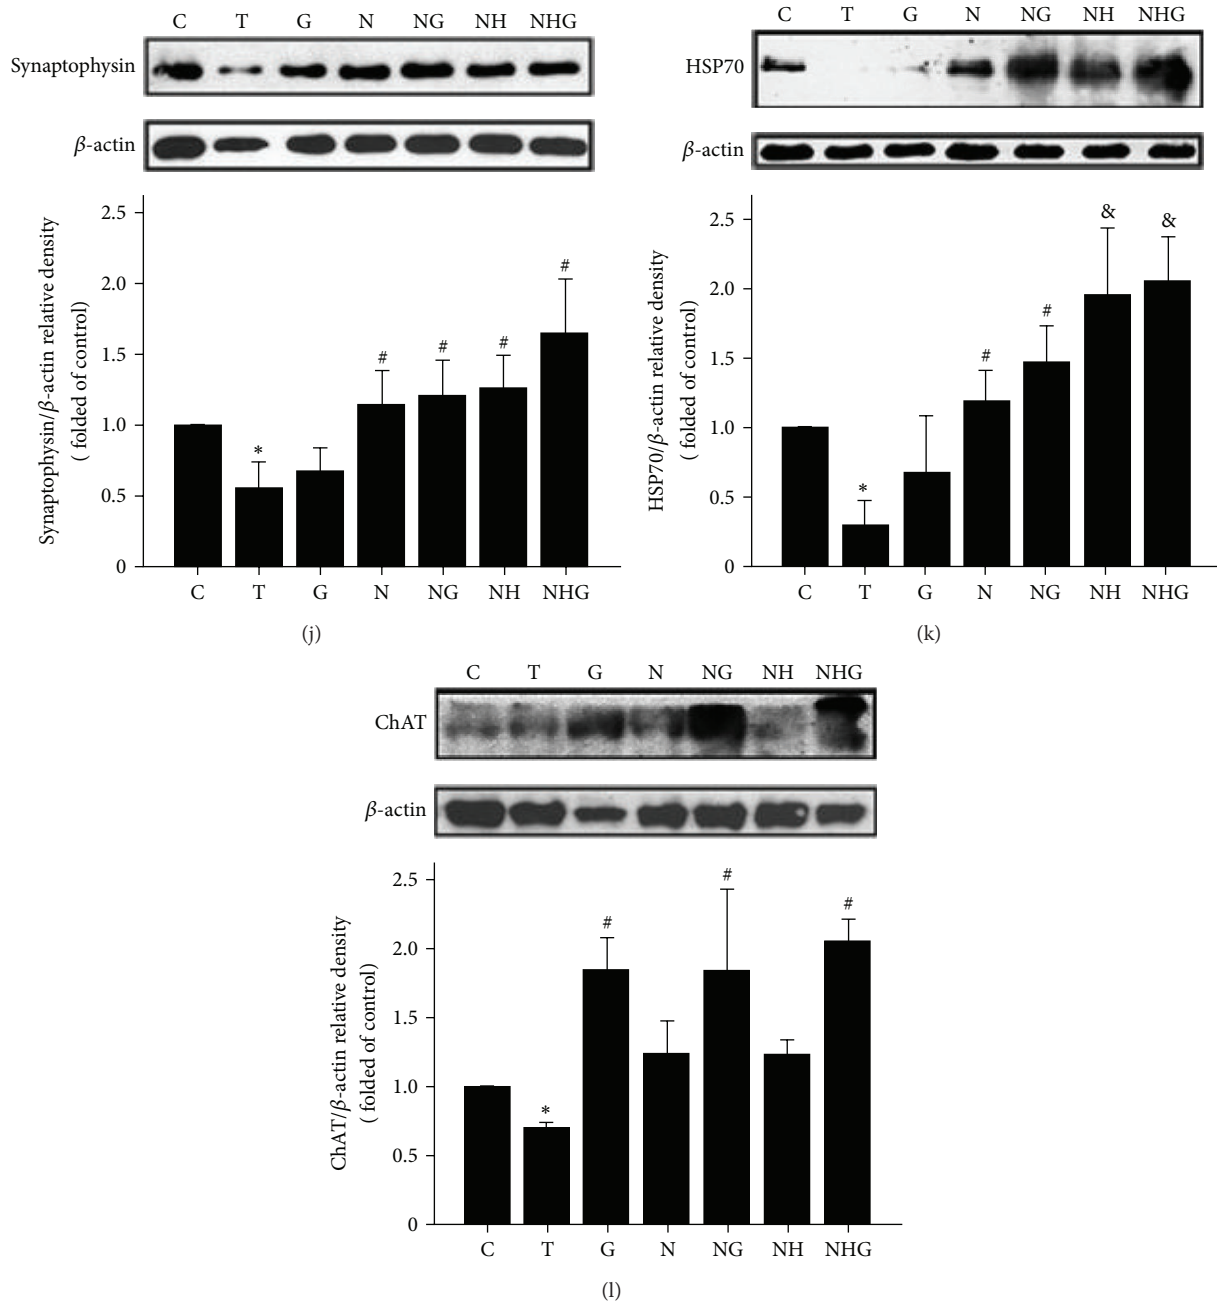 C T G N NG NH NHG
Synaptophysin
β-actin
2.5
2.0
1.5
1.0
0.5
0
Synaptophysin/β-actin relative density
( folded of control)
*
#
#
#
#
C T G N NG NH NHG
(j)
C T G N NG NH NHG
HSP70
β-actin
2.5
2.0
1.5
1.0
0.5
0
HSP70/β-actin relative density
( folded of control)
*
#
#
&
&
C T G N NG NH NHG
(k)
C T G N NG NH NHG
ChAT
β-actin
2.5
2.0
1.5
1.0
0.5
0
ChAT/β-actin relative density
( folded of control)
*
#
#
#
C T G N NG NH NHG
(l)